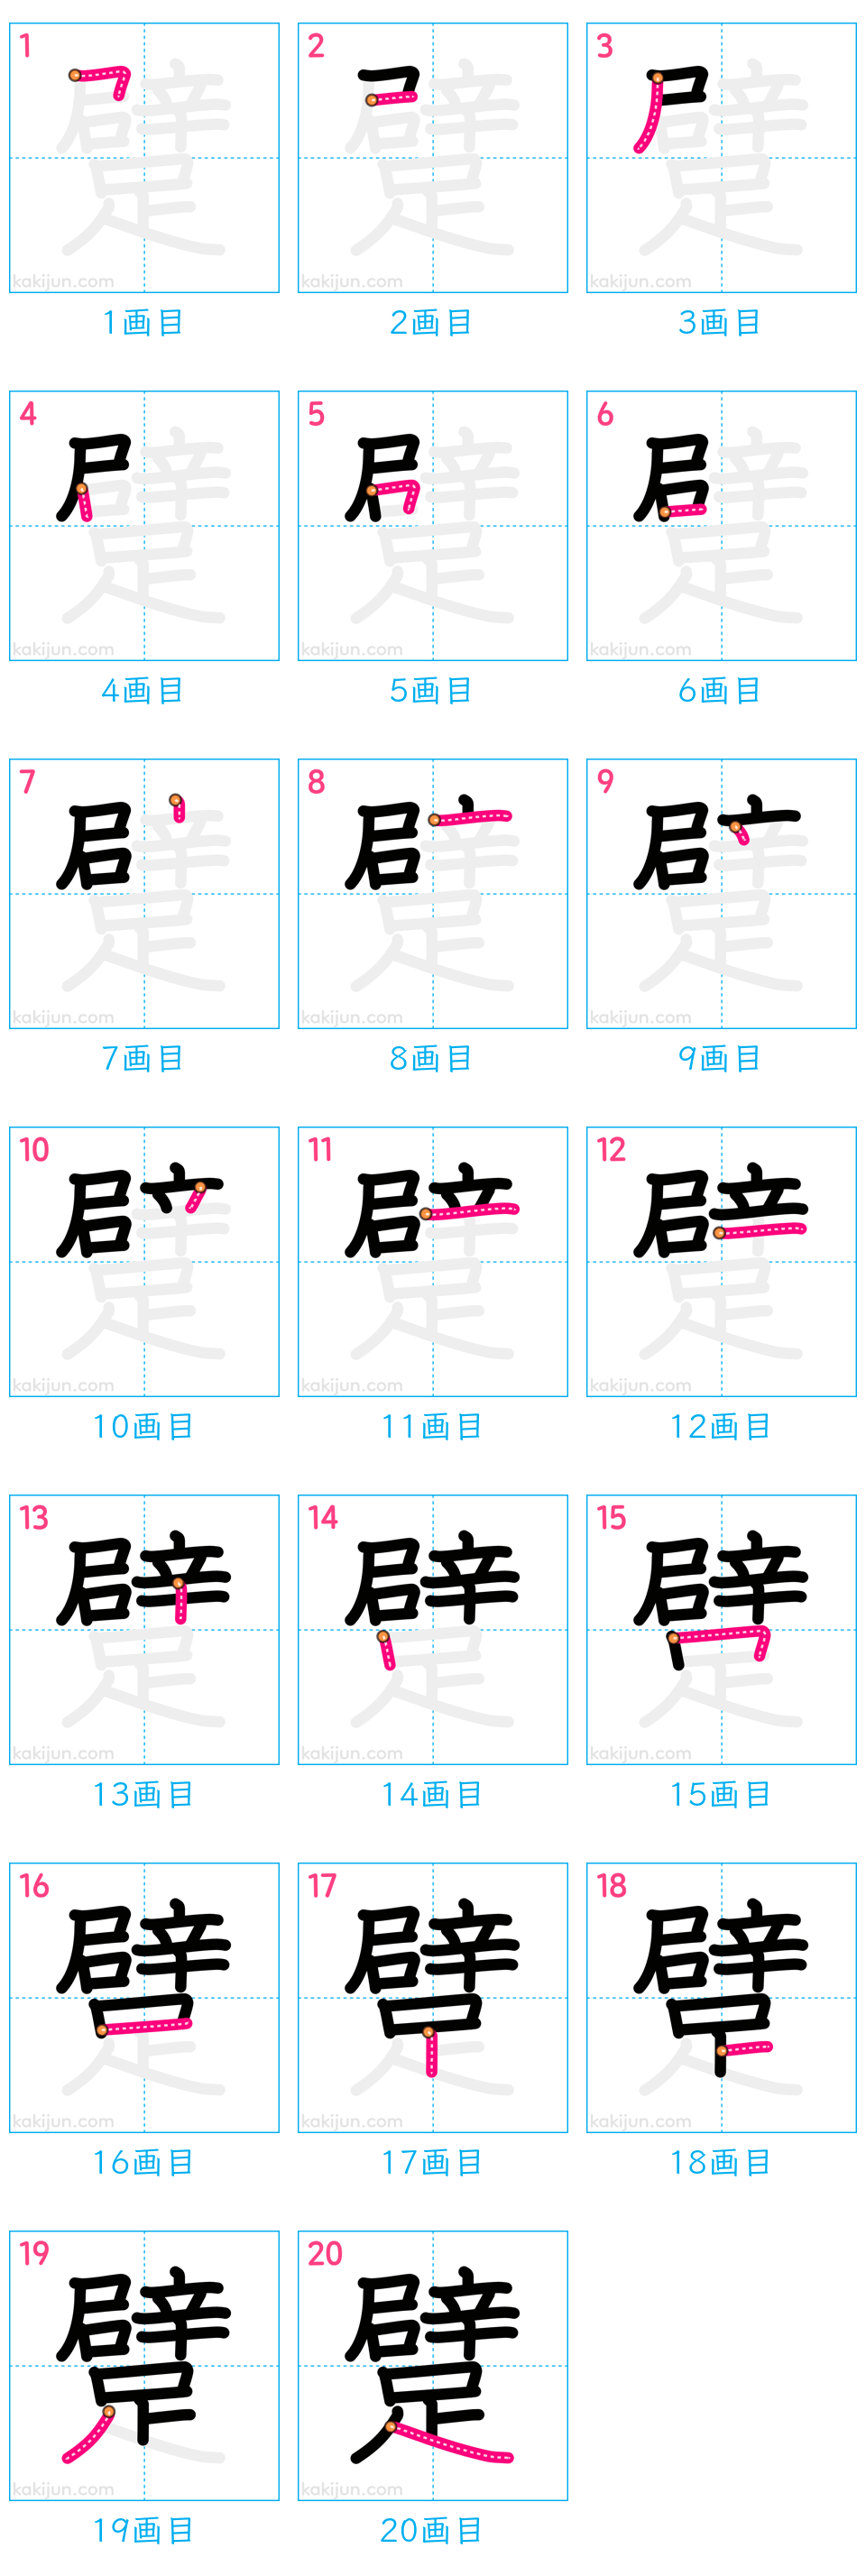 1 2 3
kakijun.com kakijun.com kakijun.com
1画目 2画目 3画目
4 5 6
kakijun.com kakijun.com kakijun.com
4画目 5画目 6画目
7 8 9
kakijun.com kakijun.com kakijun.com
7画目 8画目 9画目
10 11 12
kakijun.com kakijun.com kakijun.com
10画目 11画目 12画目
13 14 15
kakijun.com kakijun.com kakijun.com
13画目 14画目 15画目
16 17 18
kakijun.com kakijun.com kakijun.com
16画目 17画目 18画目
19 20
躄
kakijun.com kakijun.com
19画目 20画目